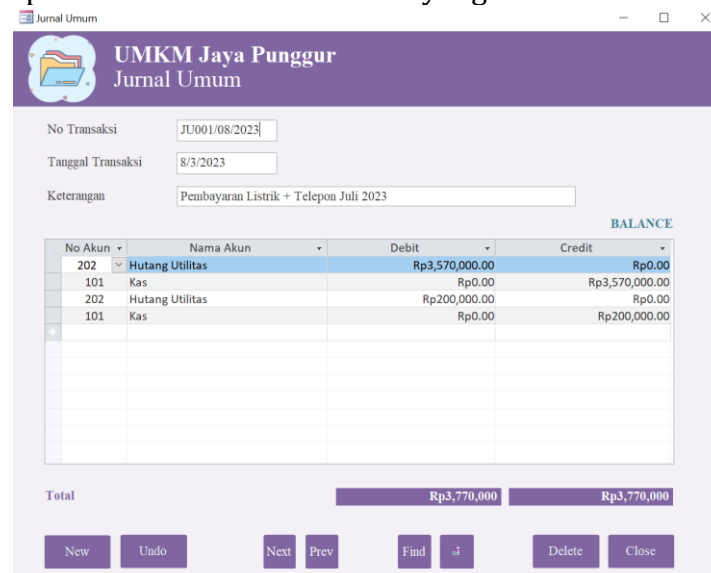 Jurnal Umum
UMKM Jaya Punggur
Jurnal Umum
No Transaksi JU001/08/2023
Tanggal Transaksi 8/3/2023
Keterangan Pembayaran Listrik + Telepon Juli 2023
BALANCE
No Akun Nama Akun Debit Credit
202 Hutang Utilitas Rp3,570,000.00 Rp0.00
101 Kas Rp0.00 Rp3,570,000.00
202 Hutang Utilitas Rp200,000.00 Rp0.00
101 Kas Rp0.00 Rp200,000.00
Total Rp3,770,000 Rp3,770,000
New Undo Next Prev Find Delete Close